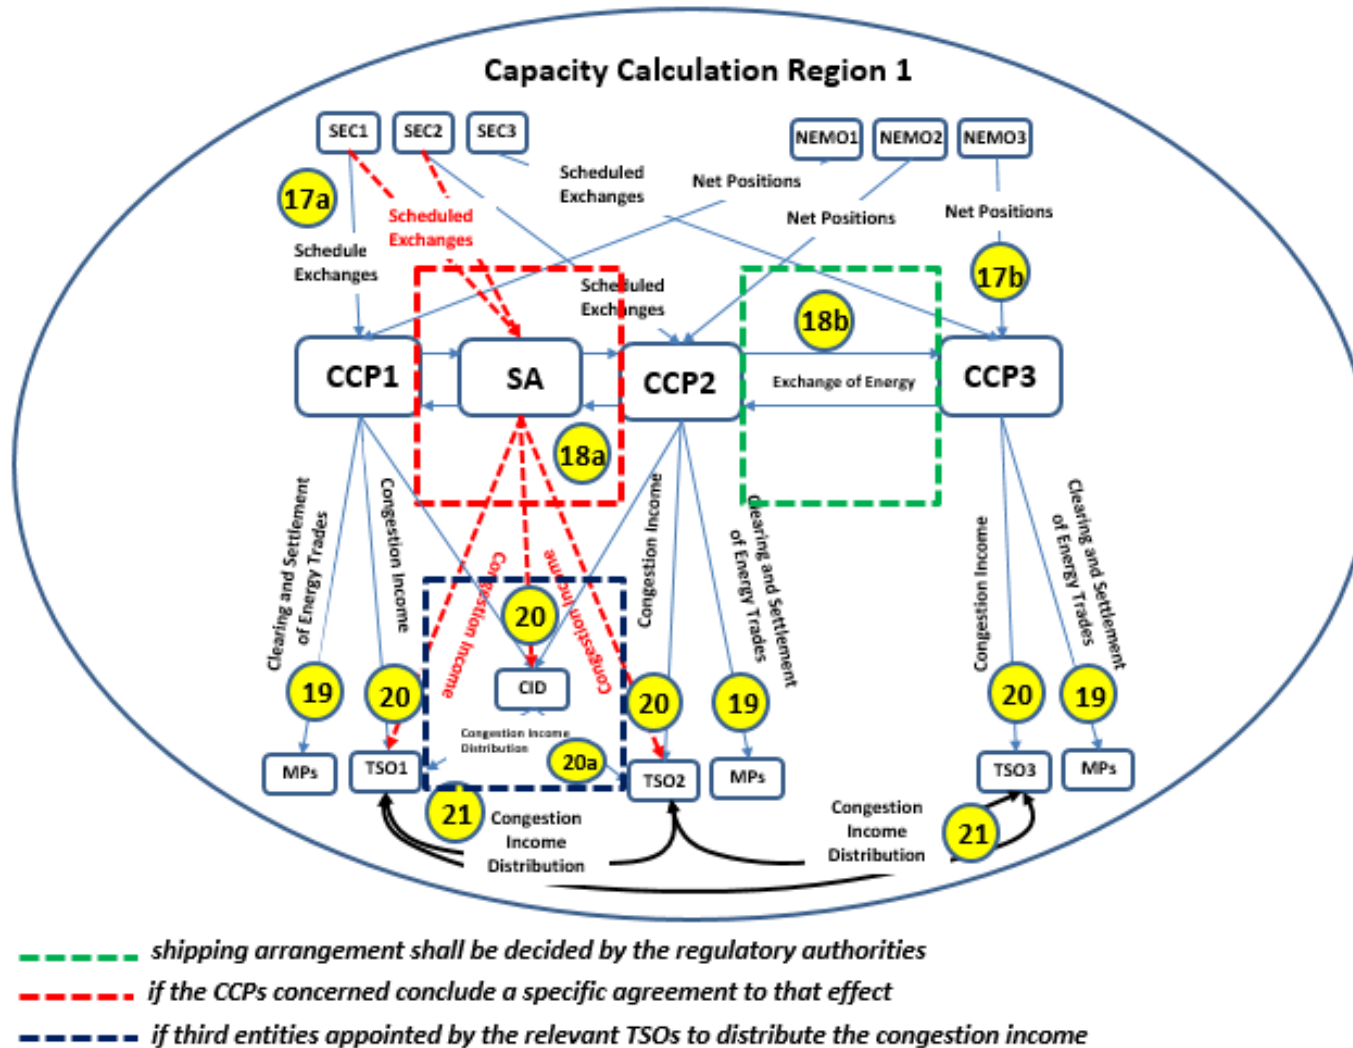 Capacity Calculation Region 1
SEC1
SEC2
SEC3
NEMO1
NEMO2
NEMO3
17a
Scheduled
Exchanges
Schedule
Exchanges
Scheduled
Exchanges
Net Positions
Net Positions
Net Positions
17b
Scheduled
Exchanges
18b
CCP1
SA
CCP2
Exchange of Energy
CCP3
18a
Clearing and Settlement
of Energy Trades
Congestion Income
Congestion Income
Congestion Income
Congestion Income
Clearing and Settlement
of Energy Trades
Congestion Income
Clearing and Settlement
of Energy Trades
19
20
20
CID
20
19
20
19
Congestion Income
Distribution
20a
MPs
TSO1
TSO2
MPs
TSO3
MPs
21
Congestion
Income
Distribution
Congestion
Income
Distribution
21
shipping arrangement shall be decided by the regulatory authorities
if the CCPs concerned conclude a specific agreement to that effect
if third entities appointed by the relevant TSOs to distribute the congestion income